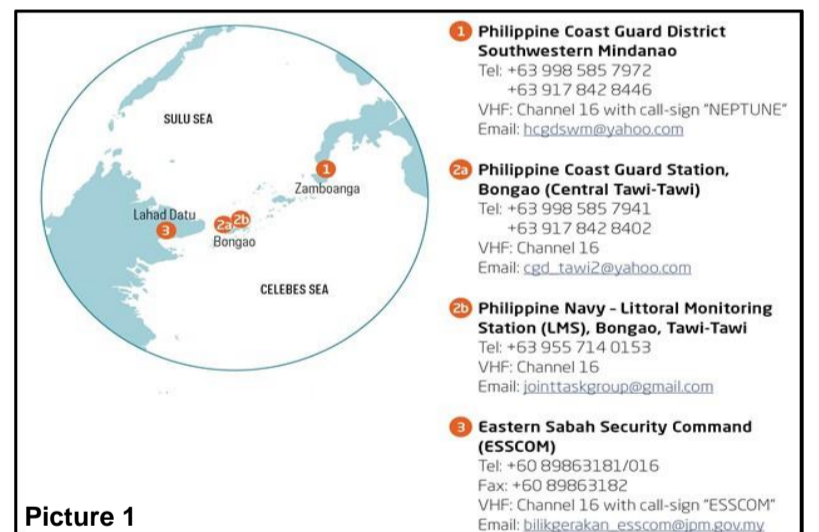 SULU SEA
1
Zamboanga
Lahad Datu
3
2a
2b
Bongao
CELEBES SEA
1 Philippine Coast Guard District
Southwestern Mindanao
Tel: +63 998 585 7972
+63 917 842 8446
VHF: Channel 16 with call-sign "NEPTUNE"
Email: hcgdswm@yahoo.com
2a Philippine Coast Guard Station,
Bongao (Central Tawi-Tawi)
Tel: +63 998 585 7941
+63 917 842 8402
VHF: Channel 16
Email: cgd_tawi2@yahoo.com
2b Philippine Navy – Littoral Monitoring
Station (LMS), Bongao, Tawi-Tawi
Tel: +63 955 714 0153
VHF: Channel 16
Email: jointtaskgroup@gmail.com
3 Eastern Sabah Security Command
(ESSCOM)
Tel: +60 89863181/016
Fax: +60 89863182
VHF: Channel 16 with call-sign "ESSCOM"
Email: bilikgerakan_esscom@jpm.gov.my
Picture 1